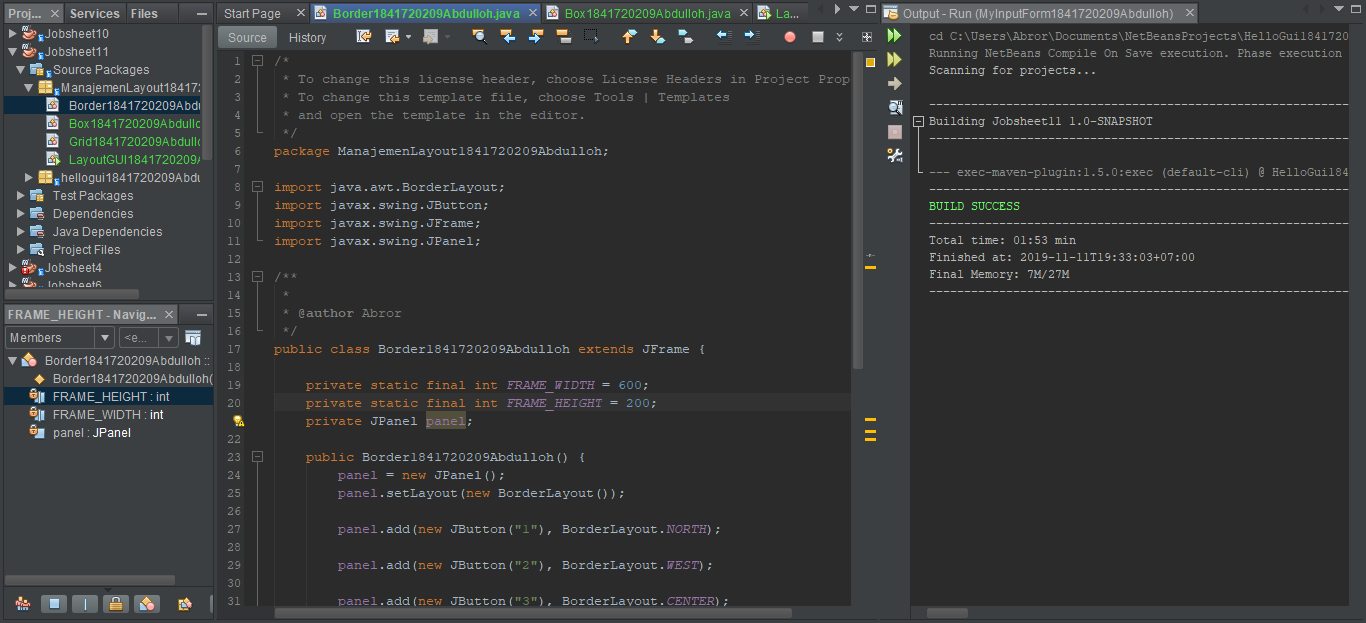 Proj...
Services
Files
Jobsheet10
Jobsheet11
Source Packages
ManajemenLayout18417
Border1841720209Abdu
Box1841720209Abdullo
Grid1841720209Abdullo
LayoutGUI1841720209A
hellogui1841720209Abdu
Test Packages
Dependencies
Java Dependencies
Project Files
Jobsheet4
Jobsheet6
FRAME_HEIGHT - Navig...
Members
<e...
Border1841720209Abdulloh ::
Border1841720209Abdulloh(
FRAME_HEIGHT : int
FRAME_WIDTH : int
panel : JPanel
Start Page
Border1841720209Abdulloh.java
Box1841720209Abdulloh.java
La...
Source
History
1 /*
2 * To change this license header, choose License Headers in Project Prop
3 * To change this template file, choose Tools | Templates
4 * and open the template in the editor.
5 */
6 package ManajemenLayout1841720209Abdulloh;
7
8 import java.awt.BorderLayout;
9 import javax.swing.JButton;
10 import javax.swing.JFrame;
11 import javax.swing.JPanel;
12
13 /**
14 *
15 * @author Abror
16 */
17 public class Border1841720209Abdulloh extends JFrame {
18
19 private static final int FRAME_WIDTH = 600;
20 private static final int FRAME_HEIGHT = 200;
private JPanel panel;
22
23 public Border1841720209Abdulloh() {
24 panel = new JPanel();
25 panel.setLayout(new BorderLayout());
26
27 panel.add(new JButton("1"), BorderLayout.NORTH);
28
29 panel.add(new JButton("2"), BorderLayout.WEST);
30
31 panel.add(new JButton("3"), BorderLayout.CENTER);
Output - Run (MyInputForm1841720209Abdulloh)
cd C:\Users\Abror\Documents\NetBeansProjects\HelloGui1841720
Running NetBeans Compile On Save execution. Phase execution
Scanning for projects...
------------------------------------------------------------
Building Jobsheet11 1.0-SNAPSHOT
------------------------------------------------------------
--- exec-maven-plugin:1.5.0:exec (default-cli) @ HelloGui184
------------------------------------------------------------
BUILD SUCCESS
------------------------------------------------------------
Total time: 01:53 min
Finished at: 2019-11-11T19:33:03+07:00
Final Memory: 7M/27M
------------------------------------------------------------